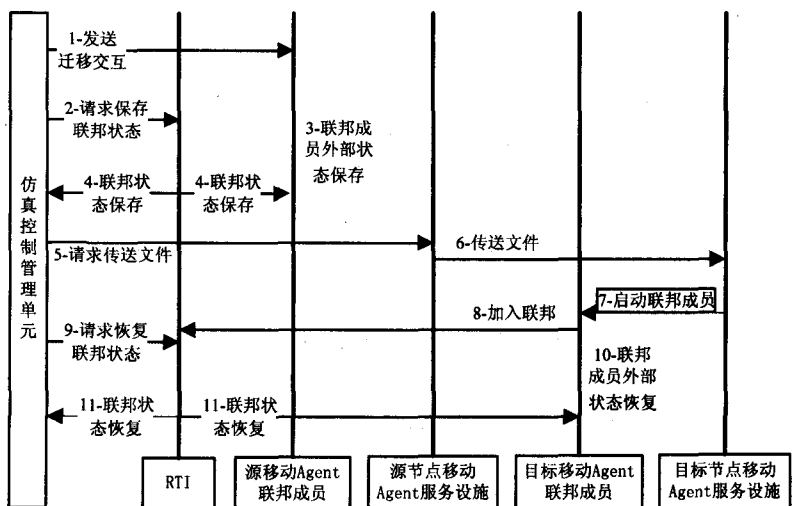 1-发送
迁移交互
2-请求保存
联邦状态
3-联邦成
员外部状
态保存
4-联邦状
态保存
4-联邦状
态保存
仿真控制管理单元
5-请求传送文件
6-传送文件
7-启动联邦成员
8-加入联邦
9-请求恢复
联邦状态
10-联邦
成员外部
状态恢复
11-联邦状
态恢复
11-联邦状
态恢复
RTI
源移动Agent
联邦成员
源节点移动
Agent服务设施
目标移动Agent
联邦成员
目标节点移动
Agent服务设施